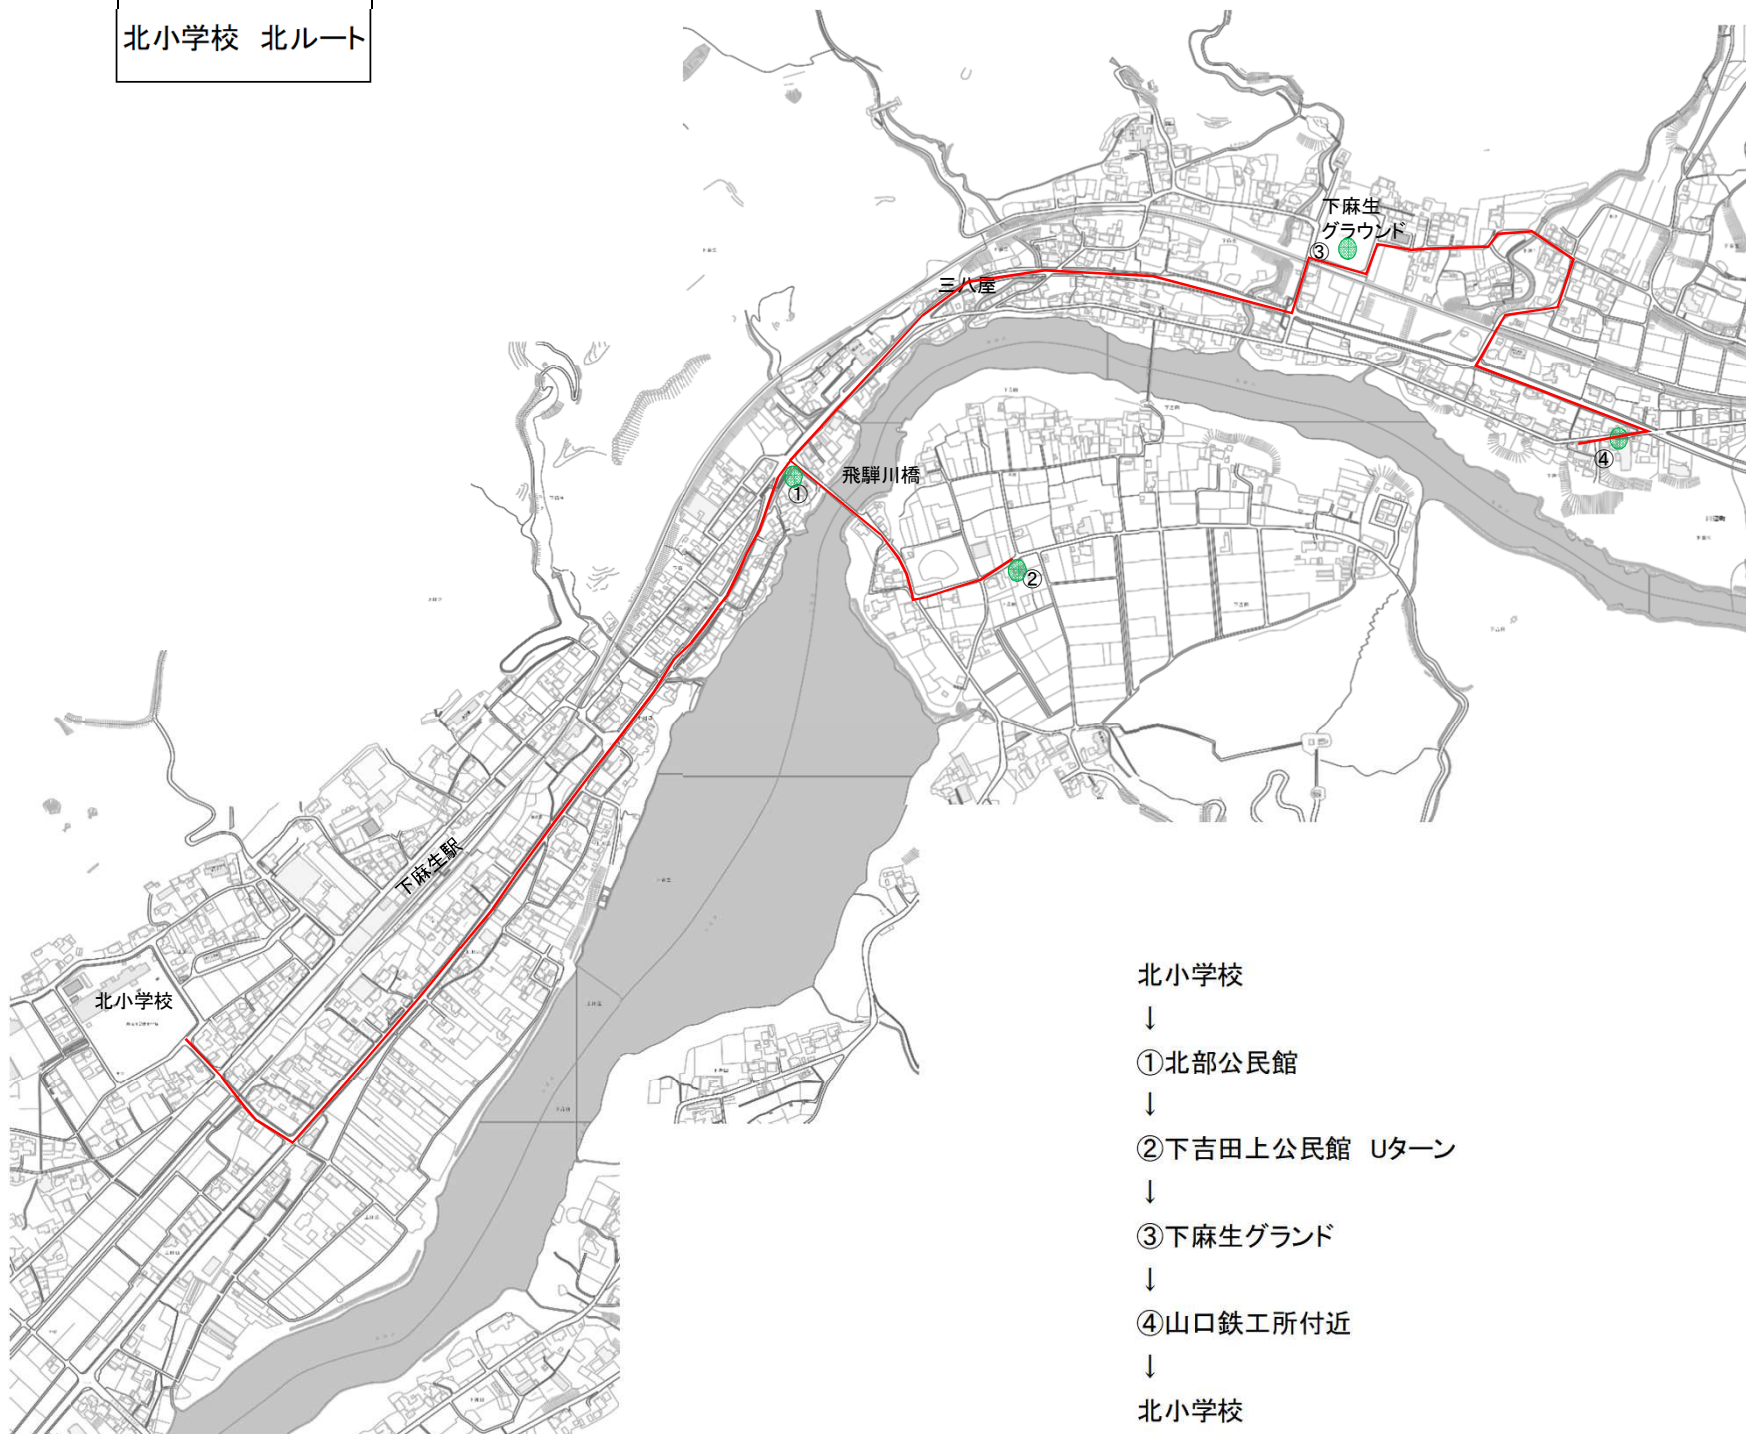 北小学校　北ルート
下麻生
グラウンド
③
三八屋
④
飛騨川橋
①
②
下麻生駅
北小学校
北小学校
↓
①北部公民館
↓
②下吉田上公民館　Uターン
↓
③下麻生グランド
↓
④山口鉄工所付近
↓
北小学校